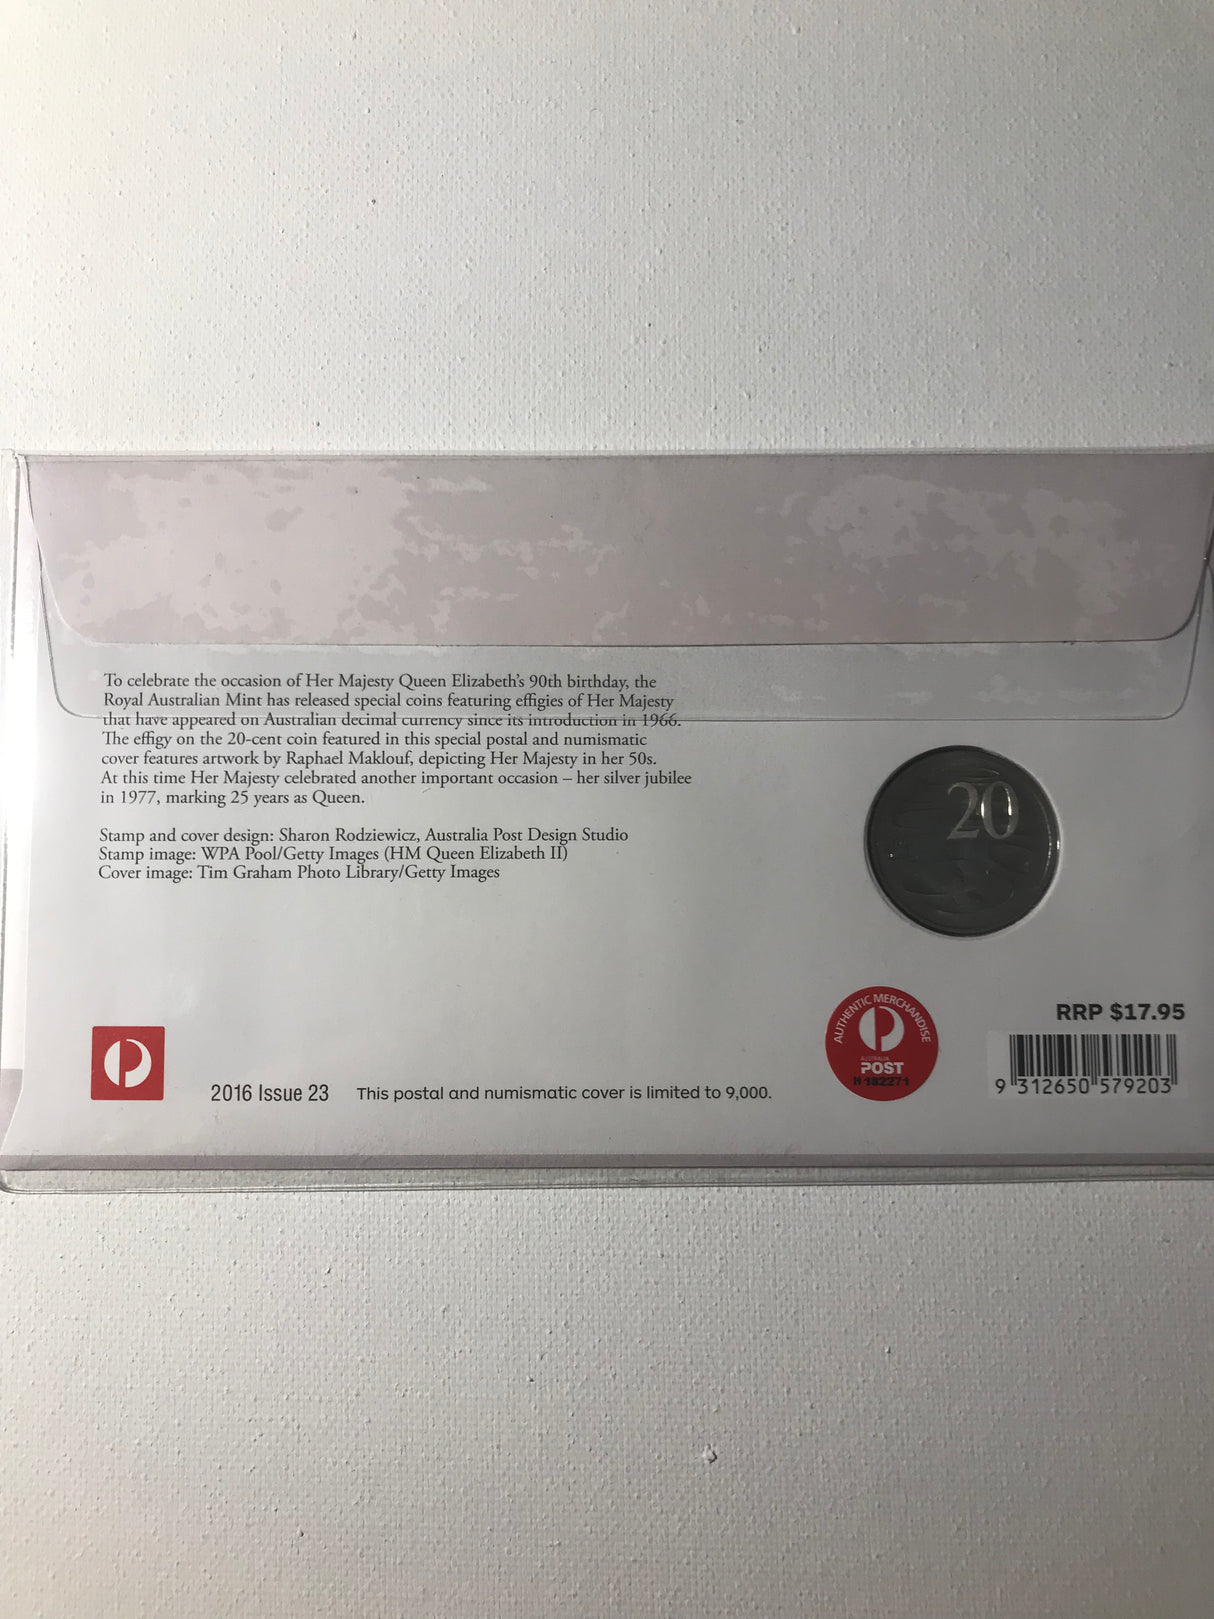 To celebrate the occasion of Her Majesty Queen Elizabeth's 90th birthday, the
Royal Australian Mint has released special coins featuring effigies of Her Majesty
that have appeared on Australian decimal currency since its introduction in 1966.
The effigy on the 20-cent coin featured in this special postal and numismatic
cover features artwork by Raphael Maklouf, depicting Her Majesty in her 50s.
At this time Her Majesty celebrated another important occasion – her silver jubilee
in 1977, marking 25 years as Queen.
Stamp and cover design: Sharon Rodziewicz, Australia Post Design Studio
Stamp image: WPA Pool/Getty Images (HM Queen Elizabeth II)
Cover image: Tim Graham Photo Library/Getty Images
20
2016 Issue 23
This postal and numismatic cover is limited to 9,000.
AUTHENTIC MERCHANDISE
AUSTRALIA
POST
N 182271
RRP $17.95
9 312650 579203